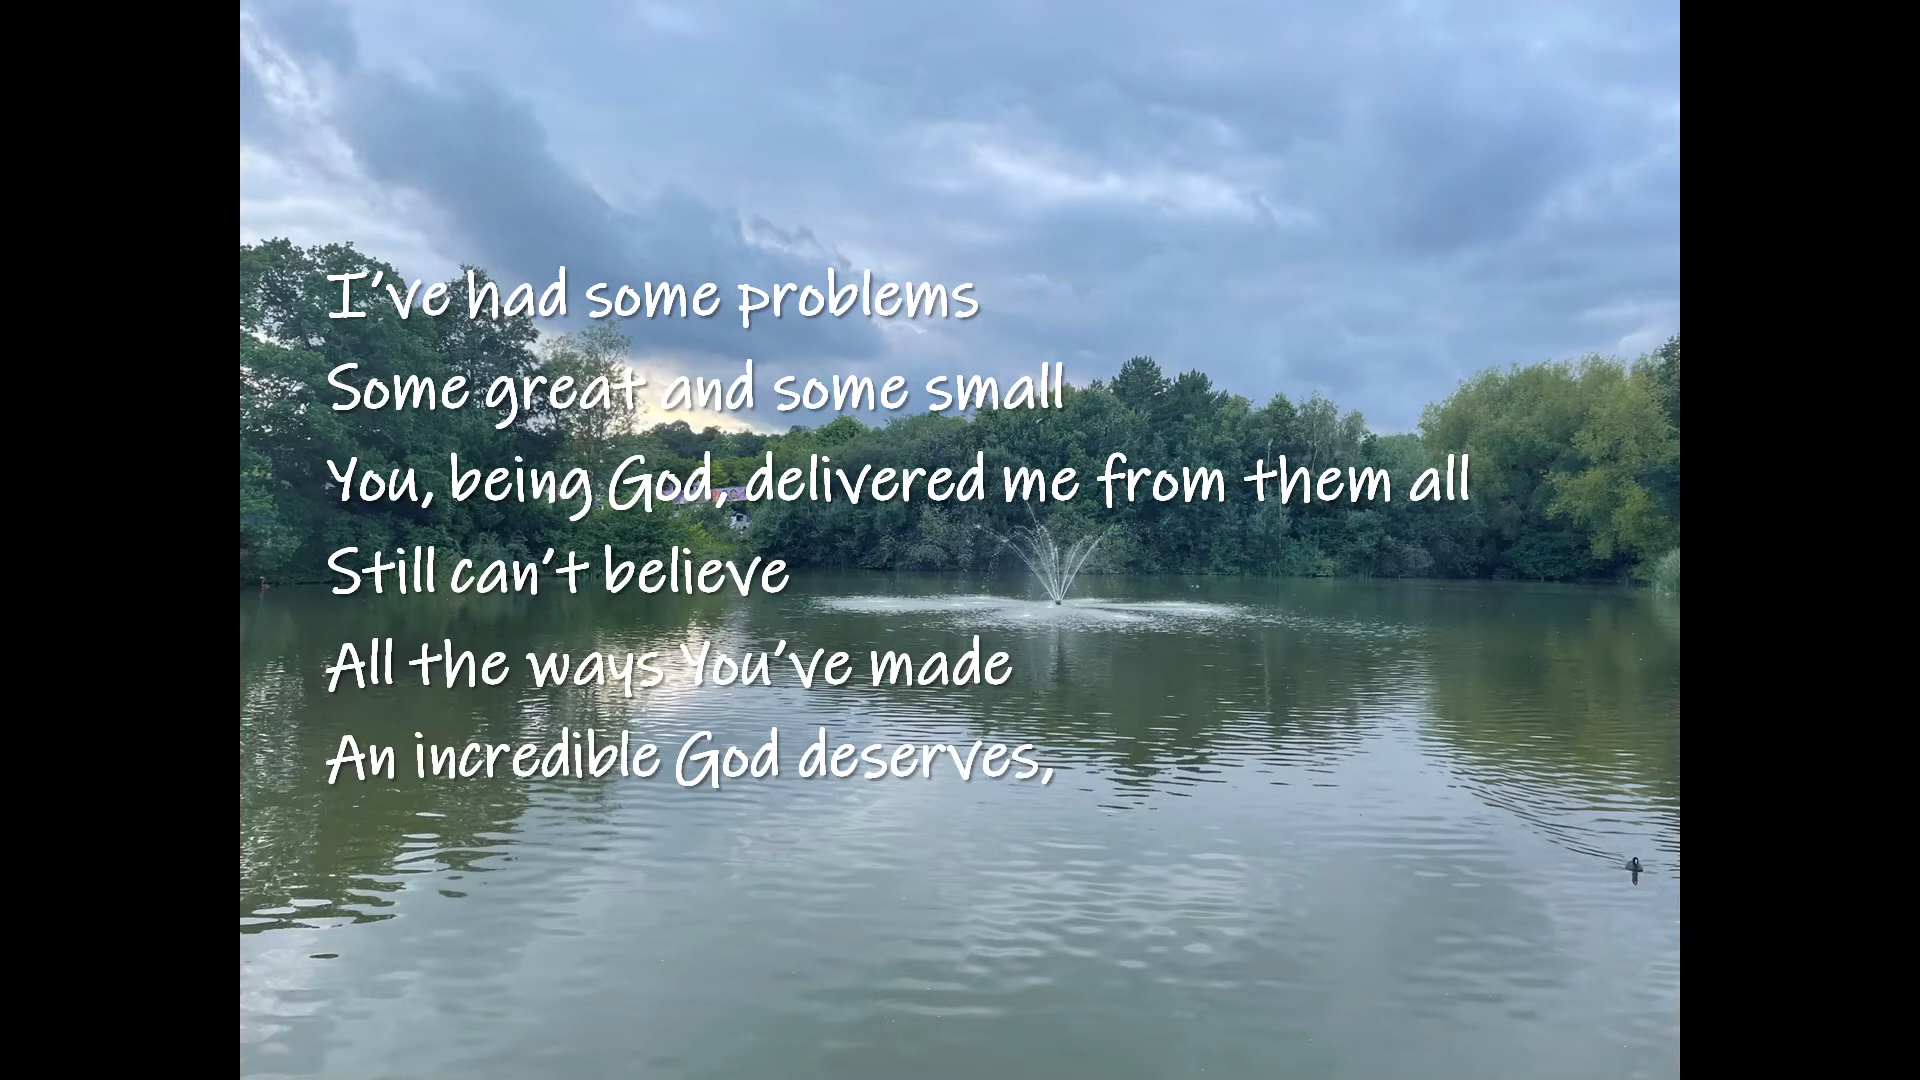 I've had some problems
Some great and some small
You, being God, delivered me from them all
Still can't believe
All the ways You've made
An incredible God deserves,